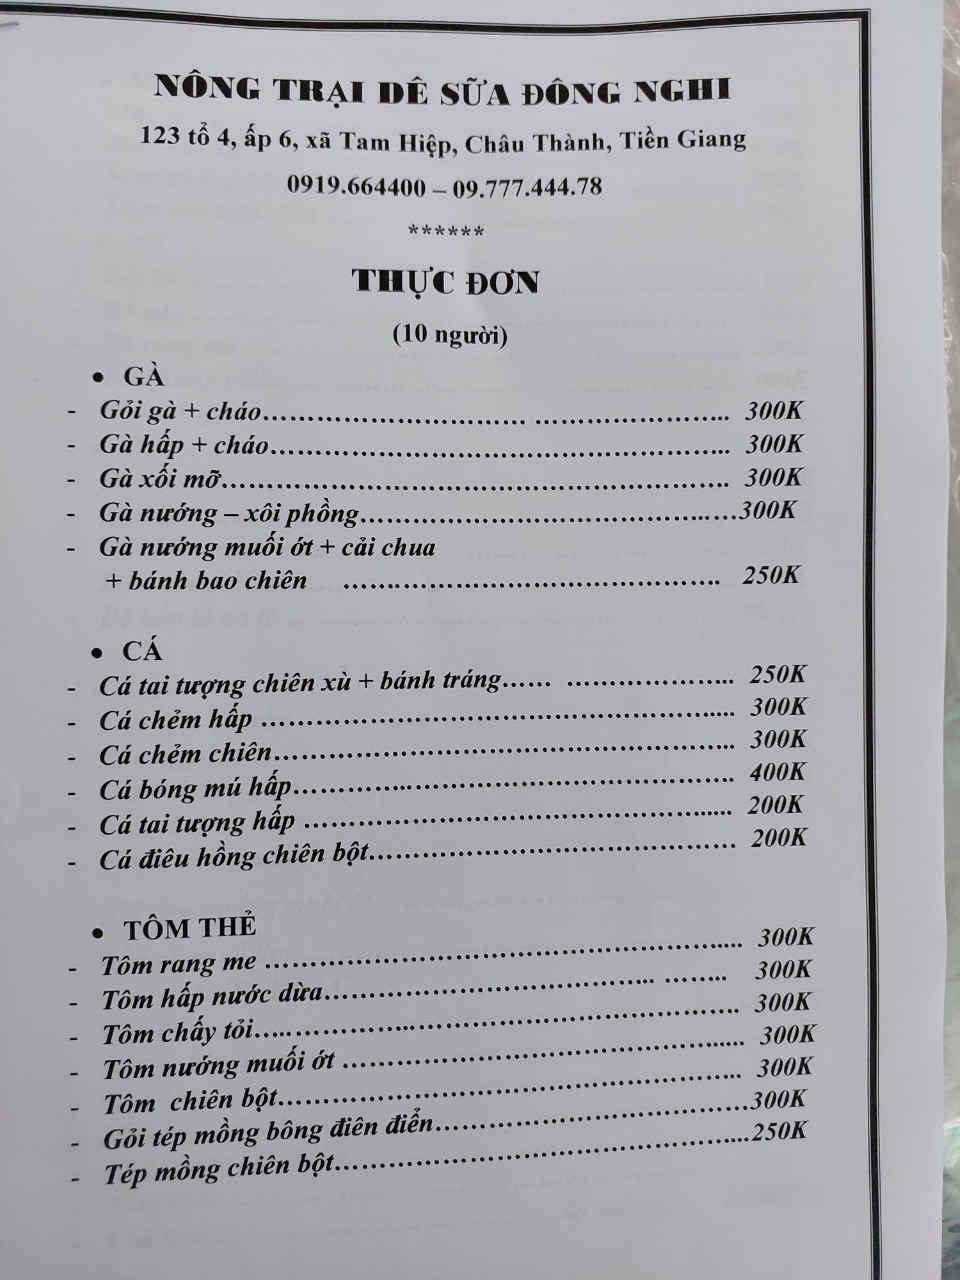 NÔNG TRẠI DÊ SỮA ĐÔNG NGHI
123 tổ 4, ấp 6, xã Tam Hiệp, Châu Thành, Tiền Giang
0919.664400 – 09.777.444.78
******
THỰC ĐƠN
(10 người)
• GÀ
- Gỏi gà + cháo…………………………… …………………….. 300K
- Gà hấp + cháo………………………………………………….. 300K
- Gà xối mỡ………………………………………………………. 300K
- Gà nướng – xôi phồng……………………………………..….300K
- Gà nướng muối ớt + cải chua
+ bánh bao chiên …….…………………………………. 250K
• CÁ
- Cá tai tượng chiên xù + bánh tráng…… ………………….. 250K
- Cá chẻm hấp ………………………………………………..... 300K
- Cá chẻm chiên………………………………………………….. 300K
- Cá bóng mú hấp…………..…………………………………… 400K
- Cá tai tượng hấp ……………………………………………..... 200K
- Cá điêu hồng chiên bột……………………………………… 200K
• TÔM THẺ
- Tôm rang me ………………………………………………..... 300K
- Tôm hấp nước dừa………………………………….. …….. 300K
- Tôm chấy tỏi…..…………..…………………………………. 300K
- Tôm nướng muối ớt ………………………………………..... 300K
- Tôm chiên bột……………………………………………….. 300K
- Gỏi tép mồng bông điên điển…………………………………300K
- Tép mồng chiên bột…………………………………………....250K